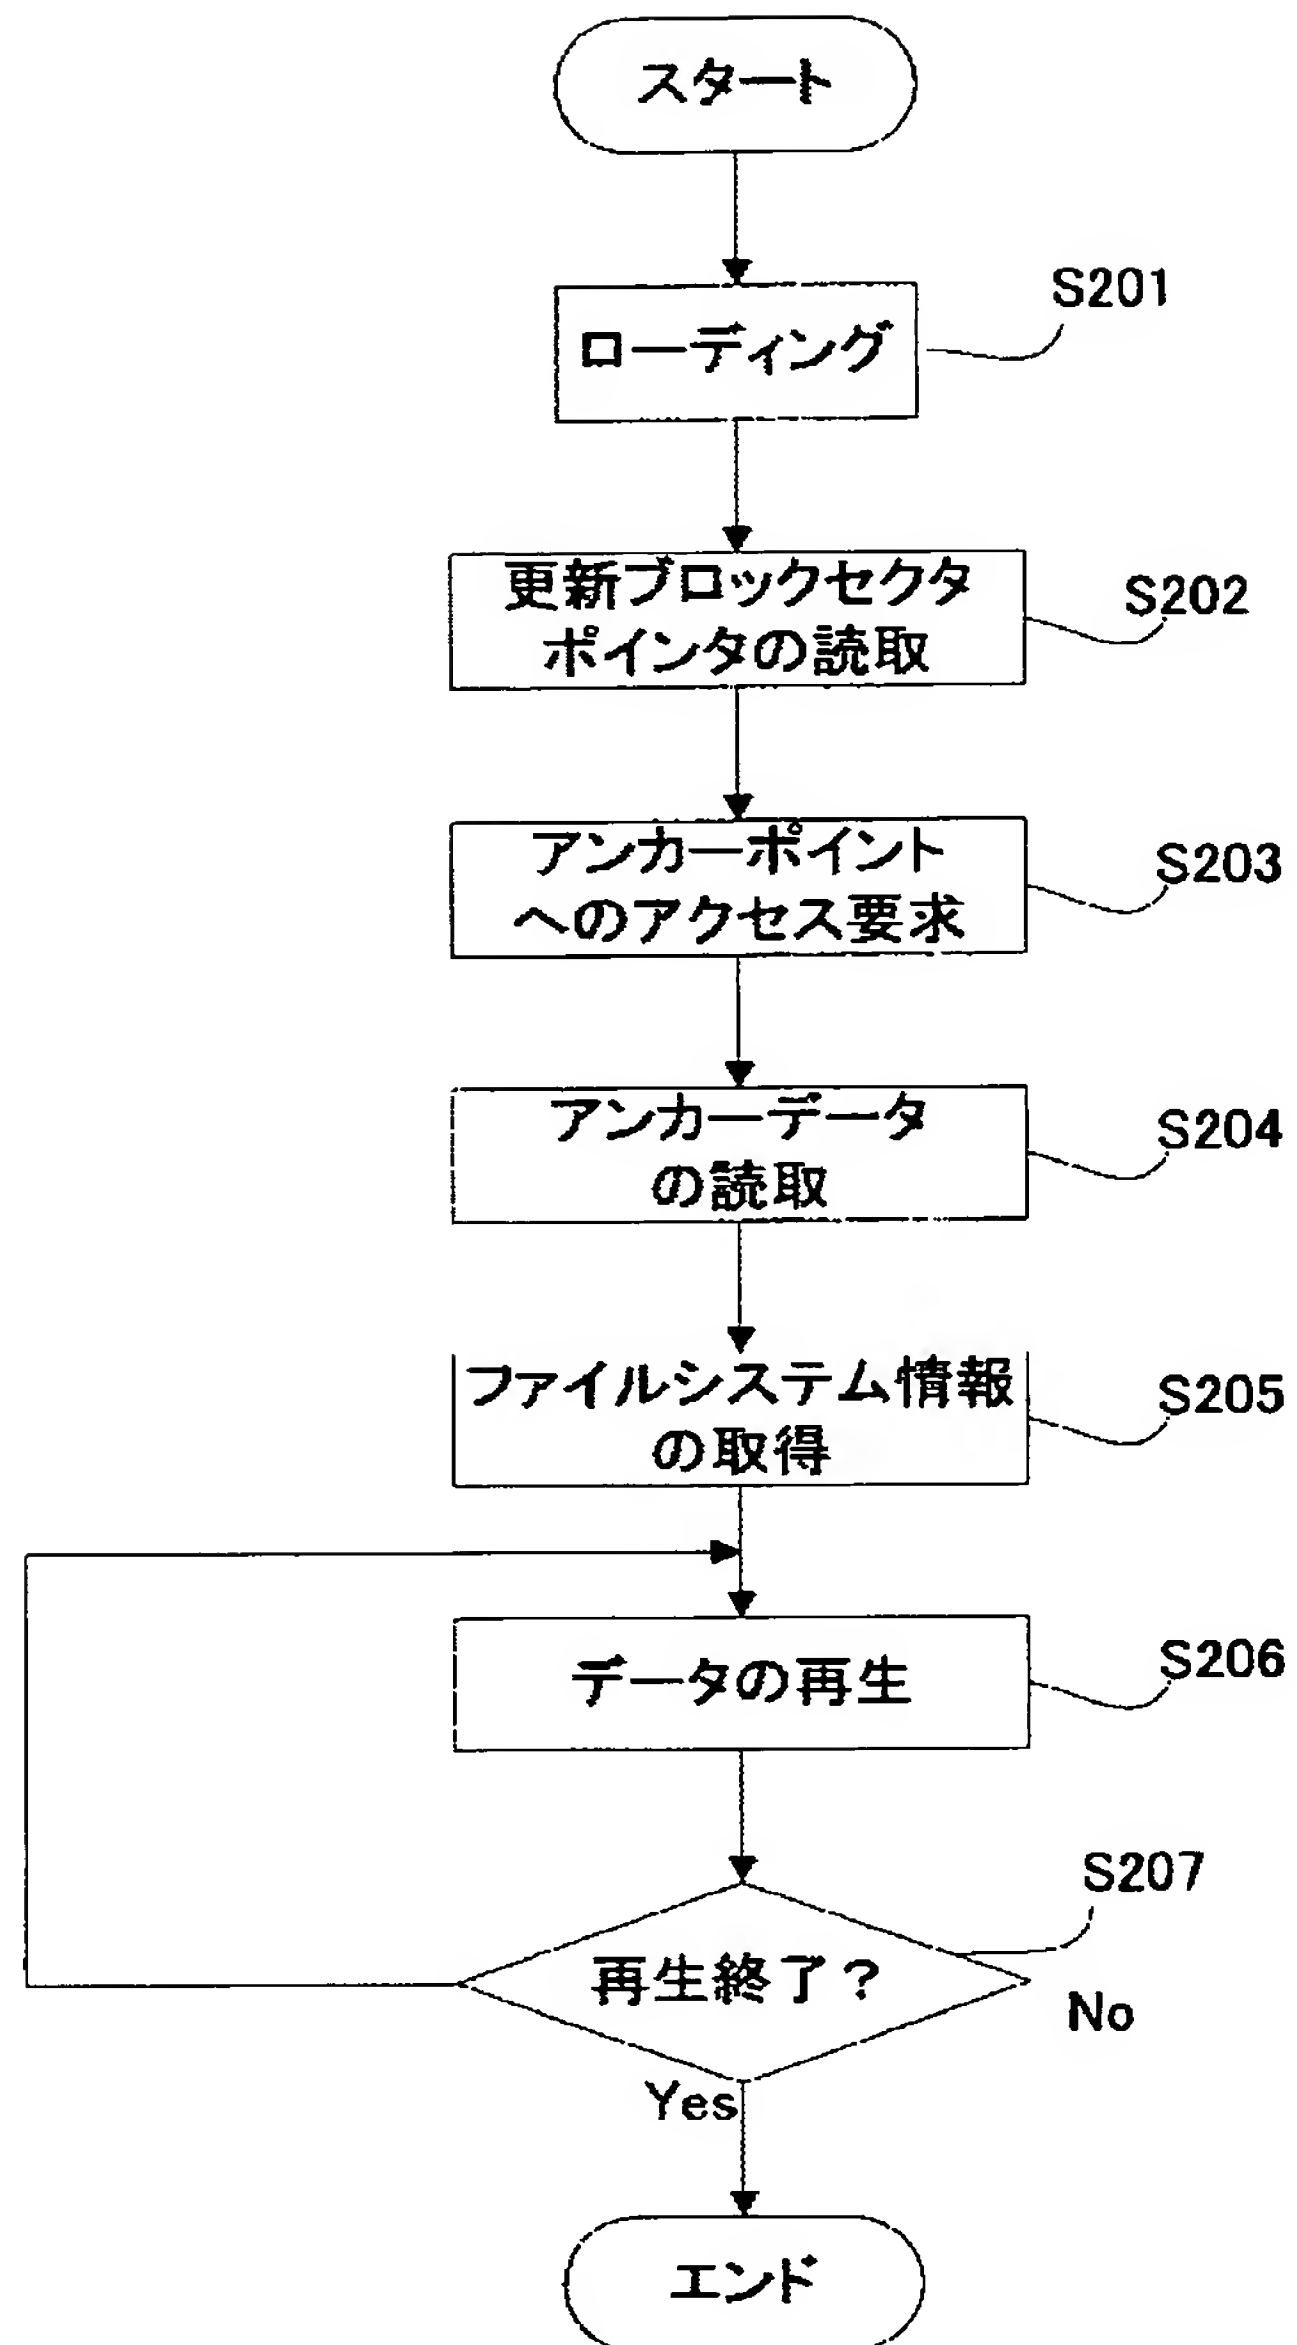 スタート
ローディング
S201
更新ブロックセクタ
ポインタの読取
S202
アンカーポイント
へのアクセス要求
S203
アンカーデータ
の読取
S204
ファイルシステム情報
の取得
S205
データの再生
S206
S207
再生終了？
No
Yes
エンド